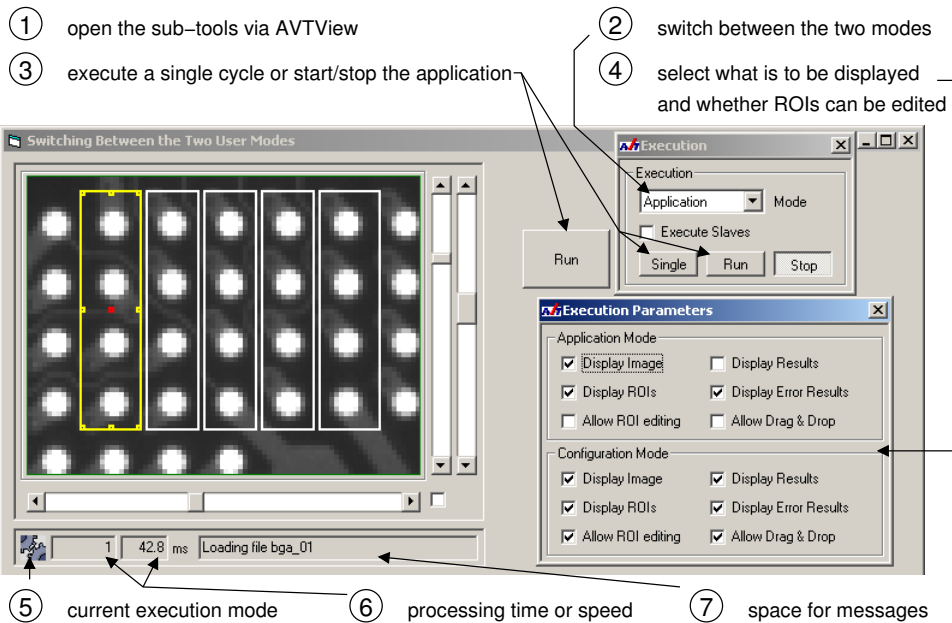 1 open the sub–tools via AVTView
2 switch between the two modes
3 execute a single cycle or start/stop the application
4 select what is to be displayed
and whether ROIs can be edited
Switching Between the Two User Modes
AVT Execution
Execution
Application Mode
Execute Slaves
Single Run Stop
Run
AVT Execution Parameters
Application Mode
Display Image Display Results
Display ROIs Display Error Results
Allow ROI editing Allow Drag & Drop
Configuration Mode
Display Image Display Results
Display ROIs Display Error Results
Allow ROI editing Allow Drag & Drop
1 42.8 ms Loading file bga_01
5 current execution mode
6 processing time or speed
7 space for messages